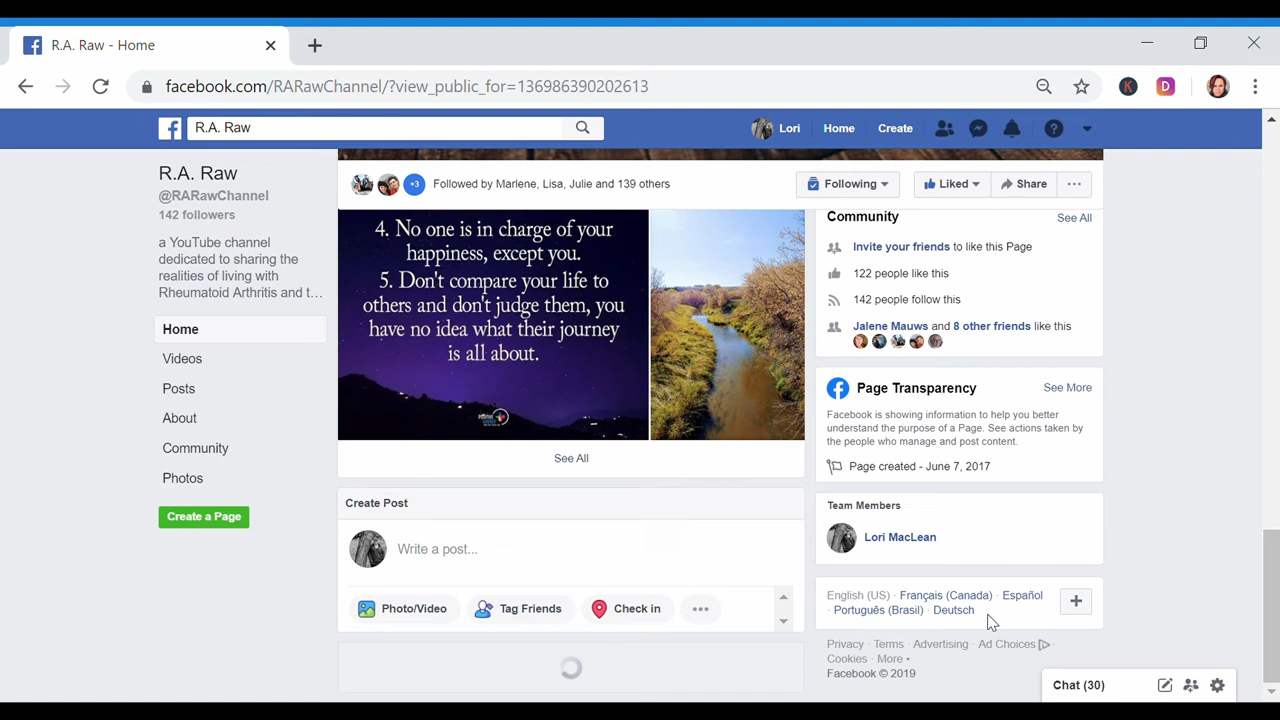 R.A. Raw - Home
facebook.com/RARawChannel/?view_public_for=136986390202613
R.A. Raw
Lori
Home
Create
R.A. Raw
@RARawChannel
142 followers
a YouTube channel
dedicated to sharing the
realities of living with
Rheumatoid Arthritis and t…
Home
Videos
Posts
About
Community
Photos
Create a Page
+3
Followed by Marlene, Lisa, Julie and 139 others
Following
Liked
Share
4. No one is in charge of your
happiness, except you.
5. Don't compare your life to
others and don't judge them, you
have no idea what their journey
is all about.
See All
Create Post
Write a post...
Photo/Video
Tag Friends
Check in
Community
See All
Invite your friends to like this Page
122 people like this
142 people follow this
Jalene Mauws and 8 other friends like this
Page Transparency
See More
Facebook is showing information to help you better
understand the purpose of a Page. See actions taken by
the people who manage and post content.
Page created - June 7, 2017
Team Members
Lori MacLean
English (US) · Français (Canada) · Español
· Português (Brasil) · Deutsch
Privacy · Terms · Advertising · Ad Choices ·
Cookies · More
Facebook © 2019
Chat (30)